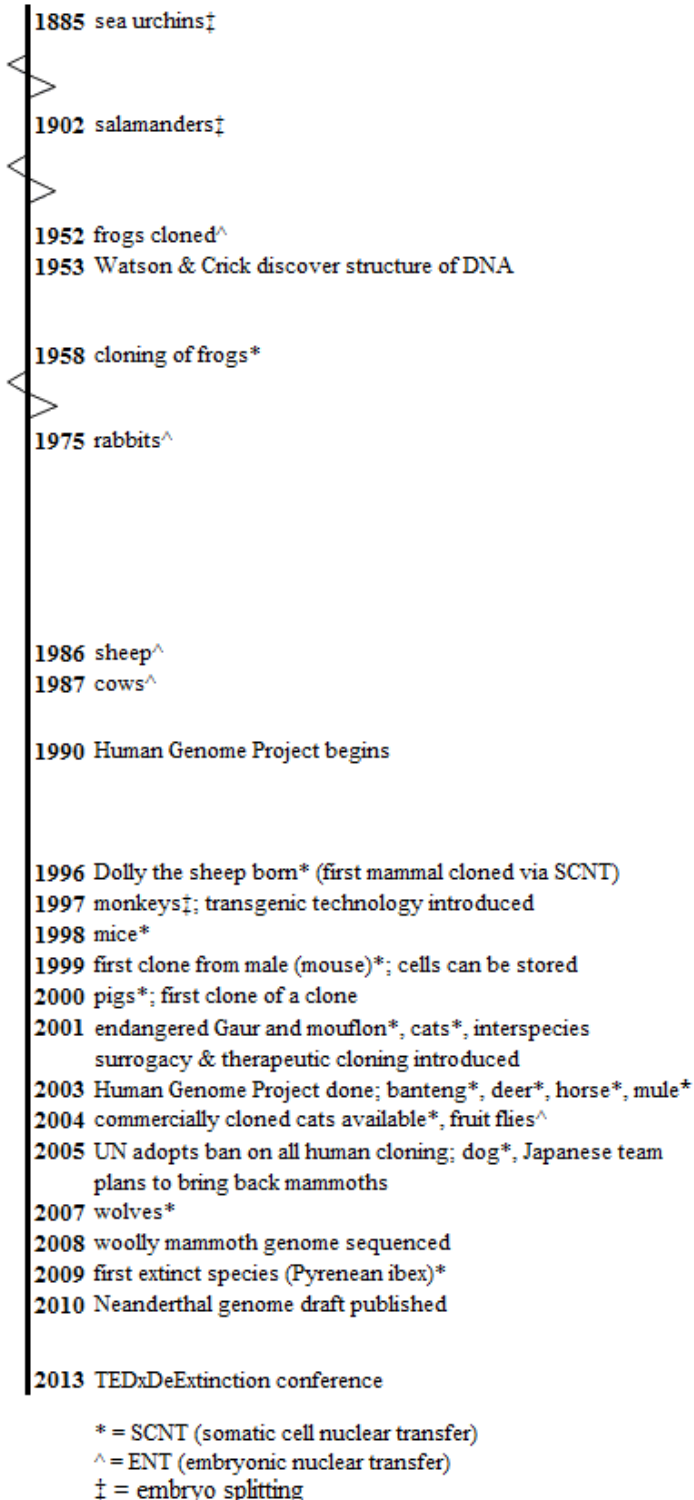 1885 sea urchins‡
1902 salamanders‡
1952 frogs cloned^
1953 Watson & Crick discover structure of DNA
1958 cloning of frogs*
1975 rabbits^
1986 sheep^
1987 cows^
1990 Human Genome Project begins
1996 Dolly the sheep born* (first mammal cloned via SCNT)
1997 monkeys‡; transgenic technology introduced
1998 mice*
1999 first clone from male (mouse)*; cells can be stored
2000 pigs*; first clone of a clone
2001 endangered Gaur and mouflon*, cats*, interspecies
surrogacy & therapeutic cloning introduced
2003 Human Genome Project done; banteng*, deer*, horse*, mule*
2004 commercially cloned cats available*, fruit flies^
2005 UN adopts ban on all human cloning; dog*, Japanese team
plans to bring back mammoths
2007 wolves*
2008 woolly mammoth genome sequenced
2009 first extinct species (Pyrenean ibex)*
2010 Neanderthal genome draft published
2013 TEDxDeExtinction conference
* = SCNT (somatic cell nuclear transfer)
^ = ENT (embryonic nuclear transfer)
‡ = embryo splitting